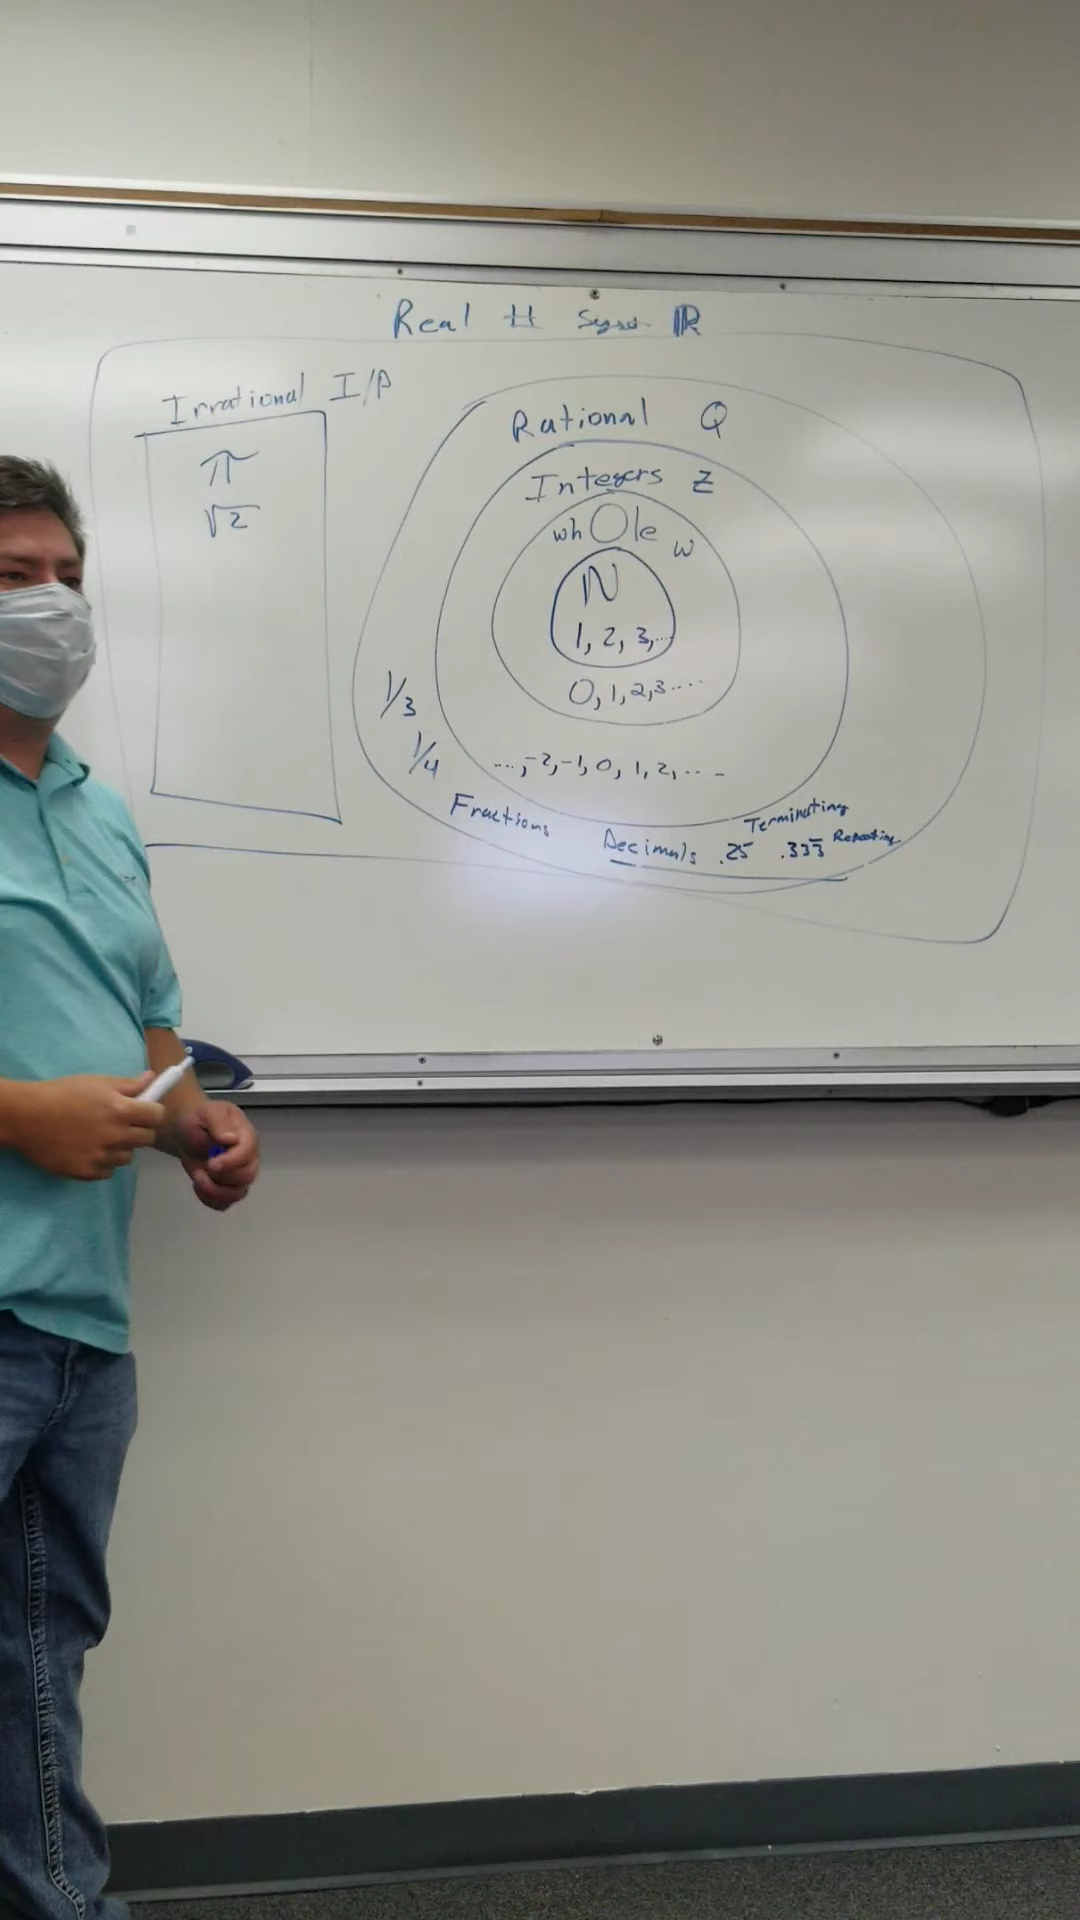 Real # Syst ℝ
Irrational I/P
π
√2
Rational Q
Integers Z
whOle W
N
1, 2, 3, ...
0, 1, 2, 3 ....
..., -2, -1, 0, 1, 2, ...
1/3
1/4
Fractions
Decimals .25 .333̅
Terminating
Repeating